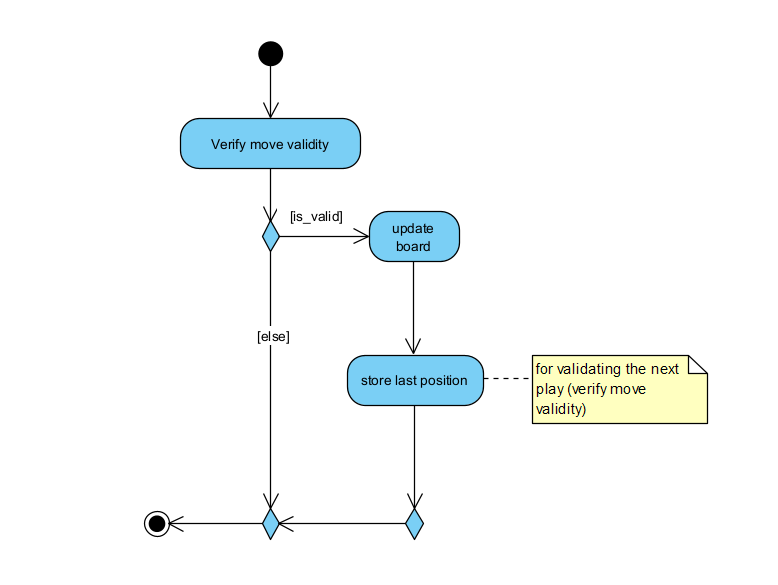 Verify move validity
[is_valid]
update
board
[else]
store last position
for validating the next
play (verify move
validity)